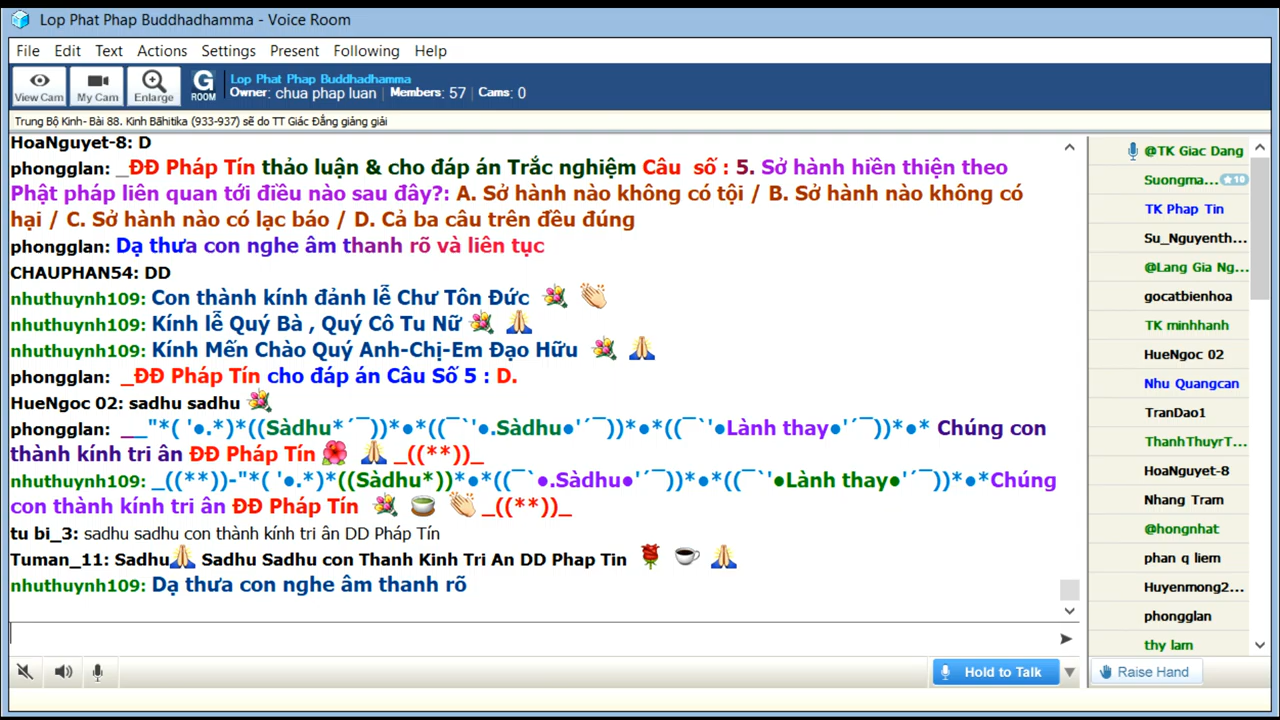 Lop Phat Phap Buddhadhamma - Voice Room
File Edit Text Actions Settings Present Following Help
View Cam My Cam Enlarge G ROOM Lop Phat Phap Buddhadhamma
Owner: chua phap luan | Members: 57 | Cams: 0
Trung Bộ Kinh- Bài 88. Kinh Bāhitika (933-937) sẽ do TT Giác Đẳng giảng giải
HoaNguyet-8: D
phongglan: _ĐĐ Pháp Tín thảo luận & cho đáp án Trắc nghiệm Câu số : 5. Sở hành hiền thiện theo
Phật pháp liên quan tới điều nào sau đây?: A. Sở hành nào không có tội / B. Sở hành nào không có
hại / C. Sở hành nào có lạc báo / D. Cả ba câu trên đều đúng
phongglan: Dạ thưa con nghe âm thanh rõ và liên tục
CHAUPHAN54: DD
nhuthuynh109: Con thành kính đảnh lễ Chư Tôn Đức 💐 👏
nhuthuynh109: Kính lễ Quý Bà , Quý Cô Tu Nữ 💐 🙏
nhuthuynh109: Kính Mến Chào Quý Anh-Chị-Em Đạo Hữu 💐 🙏
phongglan: _ĐĐ Pháp Tín cho đáp án Câu Số 5 : D.
HueNgoc 02: sadhu sadhu 💐
phongglan: __"*( '●.*)*((Sàdhu*´¯))*●*((¯`'●.Sàdhu●'´¯))*●*((¯`'●Lành thay●'´¯))*●* Chúng con
thành kính tri ân ĐĐ Pháp Tín 🌺 🙏 _((**))_
nhuthuynh109: _((**))-"*( '●.*)*((Sàdhu*))*●*((¯`●.Sàdhu●'´¯))*●*((¯`'●Lành thay●'´¯))*●*Chúng
con thành kính tri ân ĐĐ Pháp Tín 💐 🍵 👏 _((**))_
tu bi_3: sadhu sadhu con thành kính tri ân DD Pháp Tín
Tuman_11: Sadhu🙏 Sadhu Sadhu con Thanh Kinh Tri An DD Phap Tin 🌹 ☕ 🙏
nhuthuynh109: Dạ thưa con nghe âm thanh rõ
@TK Giac Dang
Suongma... ★10
TK Phap Tin
Su_Nguyenth...
@Lang Gia Ng...
gocatbienhoa
TK minhhanh
HueNgoc 02
Nhu Quangcan
TranDao1
ThanhThuyrT...
HoaNguyet-8
Nhang Tram
@hongnhat
phan q liem
Huyenmong2...
phongglan
thy lam
Hold to Talk
Raise Hand